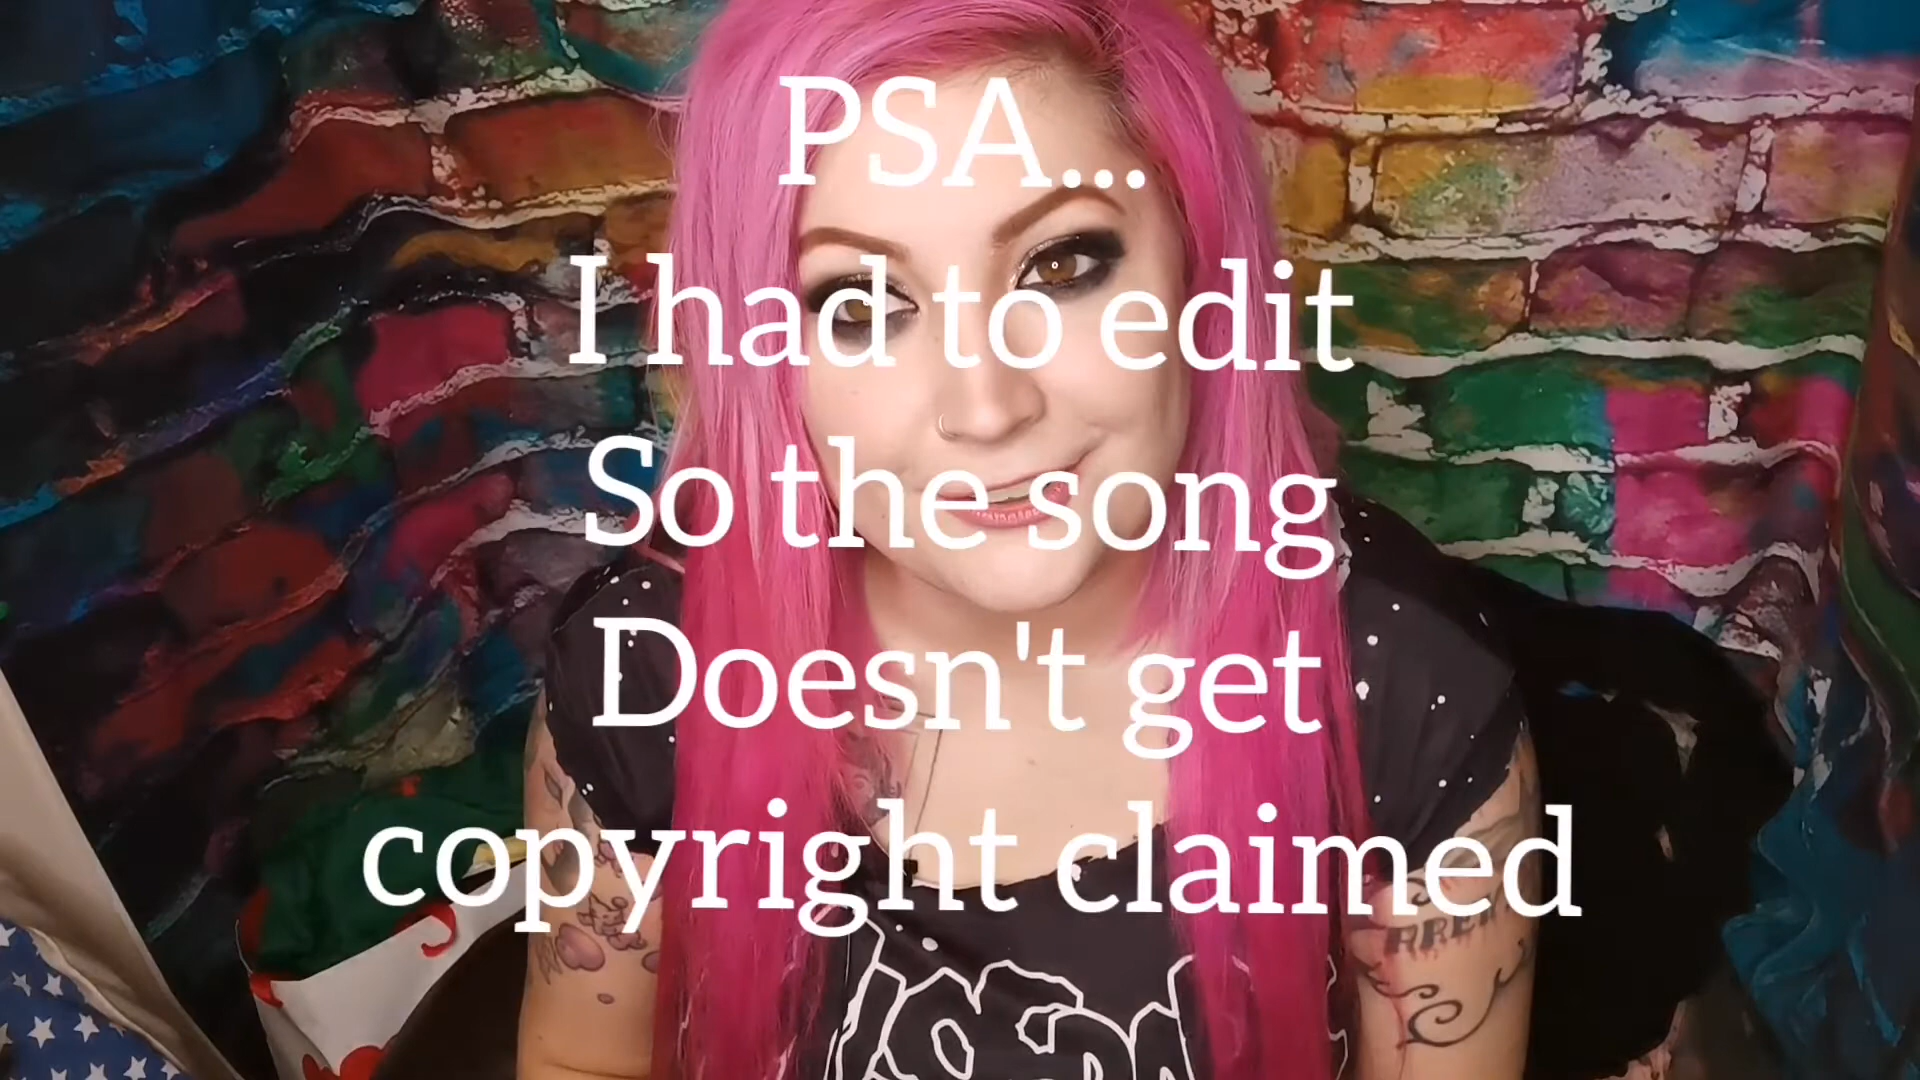 PSA...
I had to edit
So the song
Doesn't get
copyright claimed